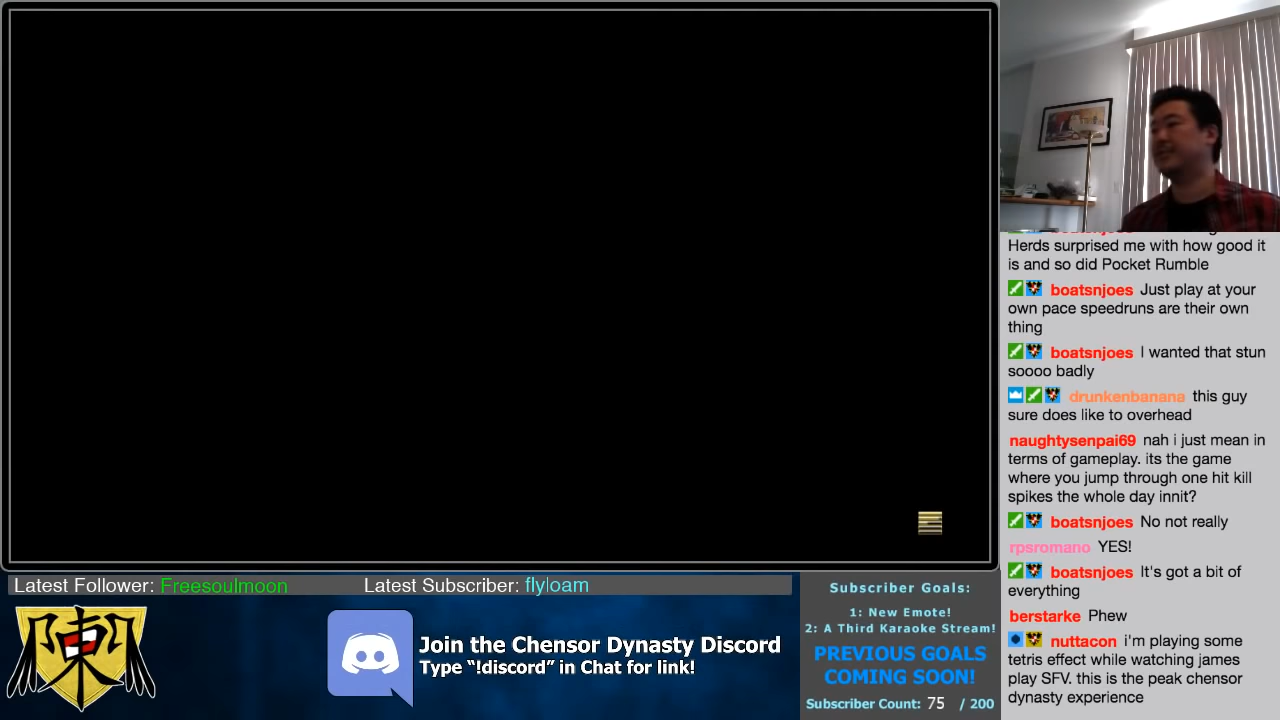 Herds surprised me with how good it
is and so did Pocket Rumble
boatsnjoes Just play at your
own pace speedruns are their own
thing
boatsnjoes I wanted that stun
soooo badly
drunkenbanana this guy
sure does like to overhead
naughtysenpai69 nah i just mean in
terms of gameplay. its the game
where you jump through one hit kill
spikes the whole day innit?
boatsnjoes No not really
rpsromano YES!
boatsnjoes It's got a bit of
everything
berstarke Phew
nuttacon i'm playing some
tetris effect while watching james
play SFV. this is the peak chensor
dynasty experience
Latest Follower: Freesoulmoon
Latest Subscriber: flyloam
Join the Chensor Dynasty Discord
Type “!discord” in Chat for link!
Subscriber Goals:
1: New Emote!
2: A Third Karaoke Stream!
PREVIOUS GOALS
COMING SOON!
Subscriber Count: 75 / 200